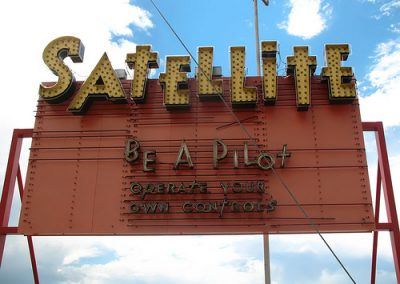 SATELLITE
BE A PILOT
OPERATE YOUR
OWN CONTROLS